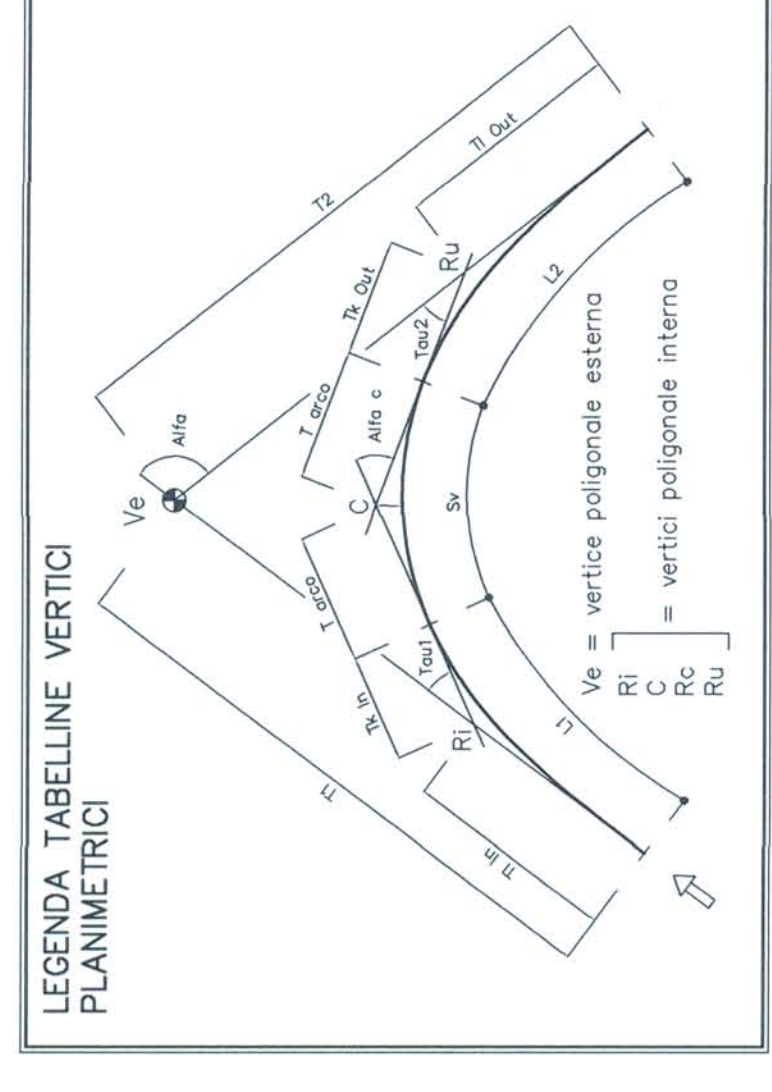 LEGENDA TABELLINE VERTICI
PLANIMETRICI
Ve
Alfa
T1
T2
T arco
T arco
Tk In
Tk Out
C
Alfa c
Ri
Ru
Tau1
Tau2
Tl In
Tl Out
Sv
L1
L2
Ve = vertice poligonale esterna
Ri
C
Rc
Ru
= vertici poligonale interna